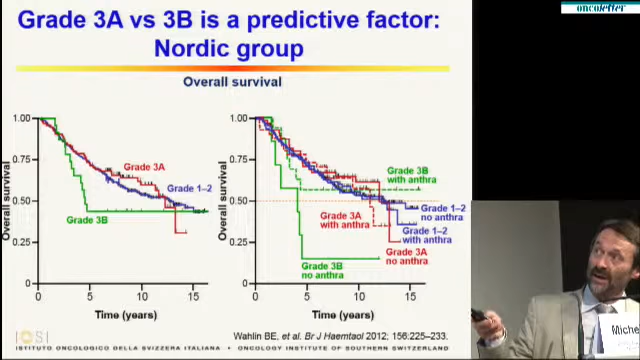 oncoletter
Grade 3A vs 3B is a predictive factor:
Nordic group
Overall survival
Overall survival
1.00
0.75
0.50
0.25
0
0
5
10
15
Time (years)
Grade 3A
Grade 1–2
Grade 3B
Overall survival
1.00
0.75
0.50
0.25
0
0
5
10
15
Time (years)
Grade 3B
with anthra
Grade 1–2
no anthra
Grade 3A
with anthra
Grade 1–2
with anthra
Grade 3A
no anthra
Grade 3B
no anthra
Wahlin BE, et al. Br J Haemtaol 2012; 156:225–233.
IOSI
ISTITUTO ONCOLOGICO DELLA SVIZZERA ITALIANA • ONCOLOGY INSTITUTE OF SOUTHERN SWITZERLAND
Miche